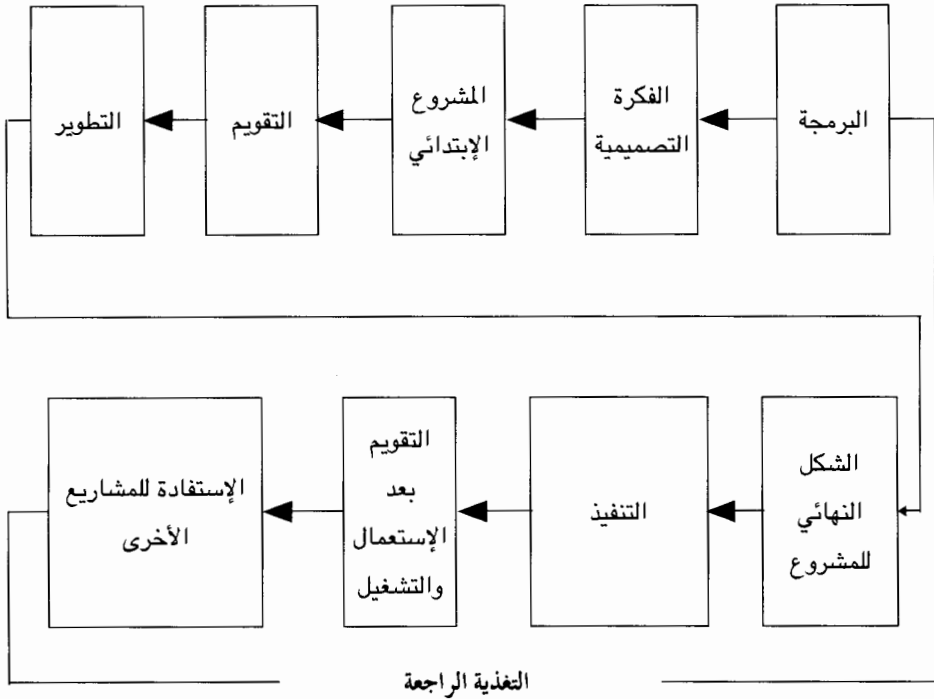 البرمجة
الفكرة
التصميمية
المشروع
الإبتدائي
التقويم
التطوير
الشكل
النهائي
للمشروع
التنفيذ
التقويم
بعد
الإستعمال
والتشغيل
الإستفادة للمشاريع
الأخرى
التغذية الراجعة